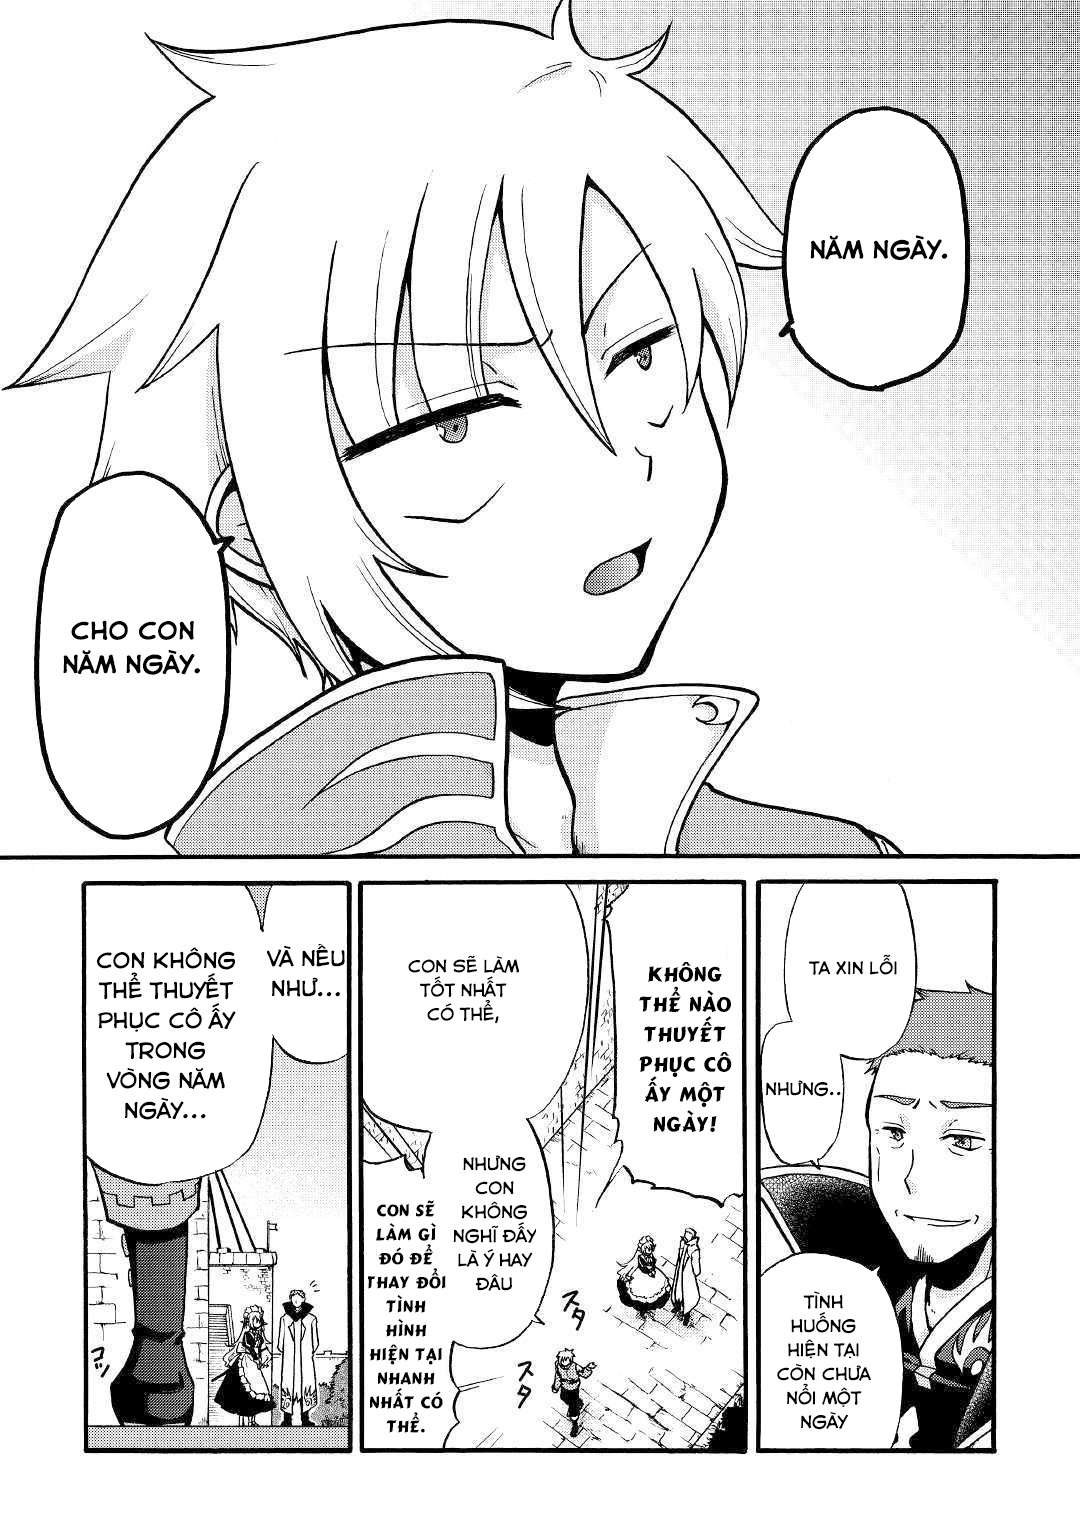 NĂM NGÀY.
CHO CON
NĂM NGÀY.
TA XIN LỖI
NHƯNG..
TÌNH
HUỐNG
HIỆN TẠI
CÒN CHƯA
NỔI MỘT
NGÀY
KHÔNG
THỂ NÀO
THUYẾT
PHỤC CÔ
ẤY MỘT
NGÀY!
CON SẼ LÀM
TỐT NHẤT
CÓ THỂ,
NHƯNG
CON
KHÔNG
NGHĨ ĐẤY
LÀ Ý HAY
ĐÂU
スタ
スタ
CON SẼ
LÀM GÌ
ĐÓ ĐỂ
THAY ĐỔI
TÌNH
HÌNH
HIỆN TẠI
NHANH
NHẤT CÓ
THỂ.
VÀ NẾU
NHƯ...
CON KHÔNG
THỂ THUYẾT
PHỤC CÔ ẤY
TRONG
VÒNG NĂM
NGÀY...
コツ